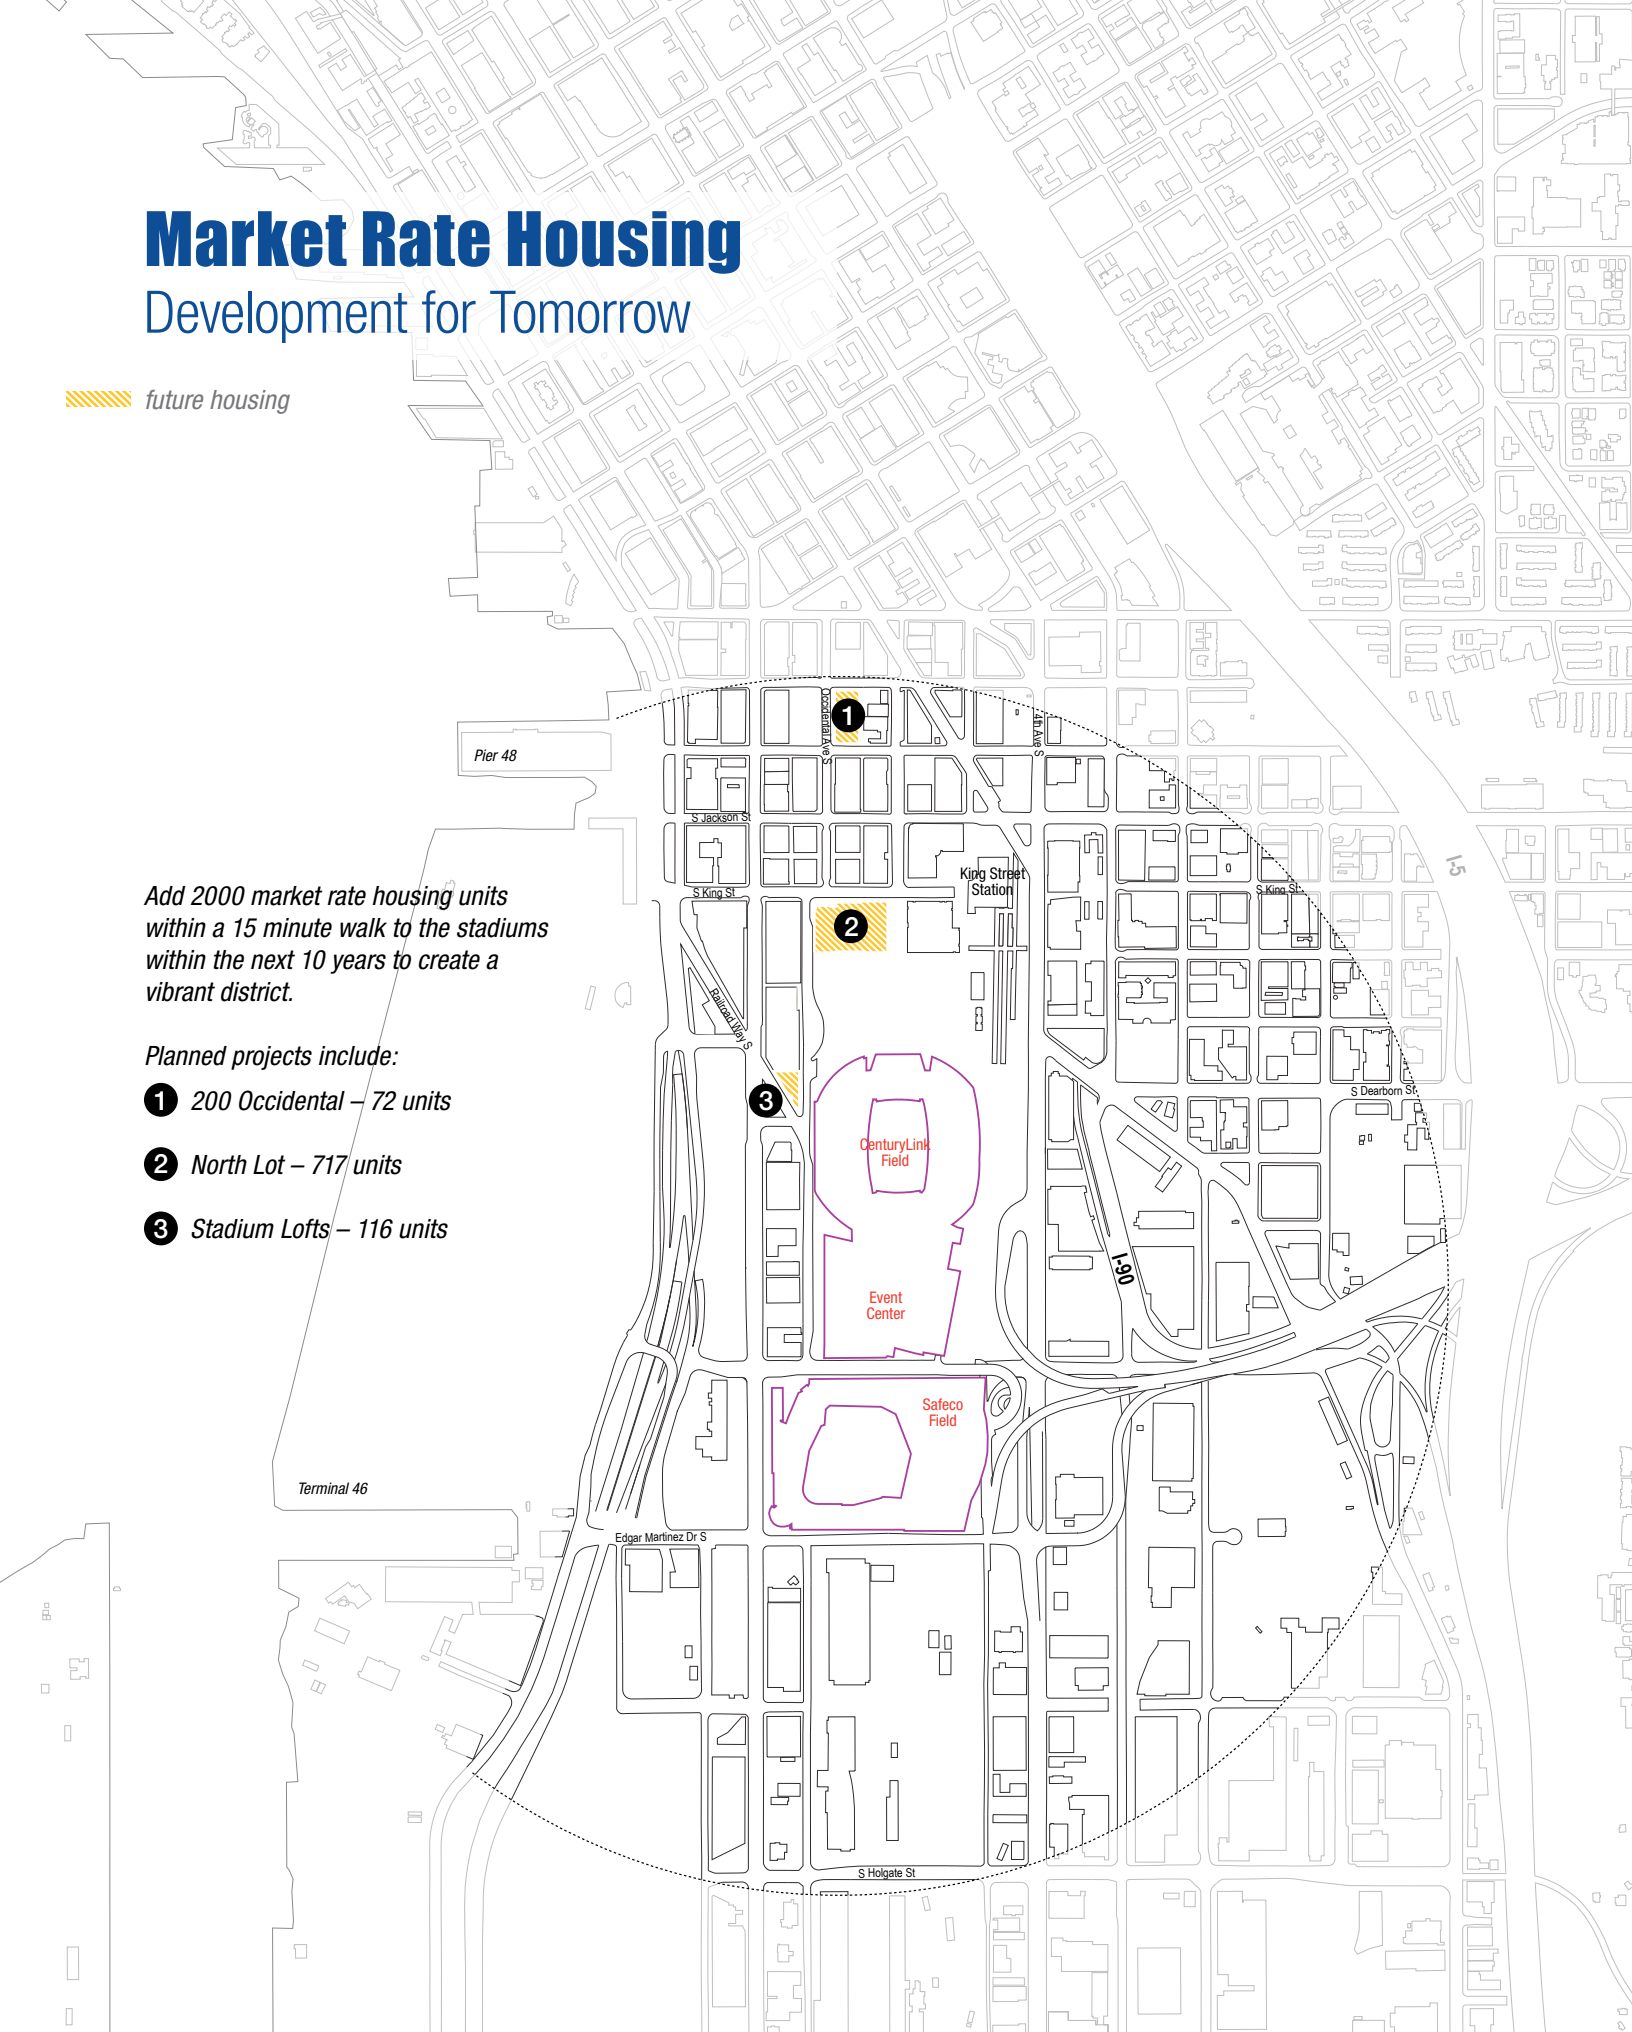 Market Rate Housing
Development for Tomorrow
future housing
Occidental Ave S
1
4th Ave S
Pier 48
S Jackson St
King Street
Station
I-5
S King St
S King St
Add 2000 market rate housing units
within a 15 minute walk to the stadiums
within the next 10 years to create a
vibrant district.
2
Railroad Way S
Planned projects include:
1 200 Occidental – 72 units
2 North Lot – 717 units
3 Stadium Lofts – 116 units
3
S Dearborn St
CenturyLink
Field
I-90
Event
Center
Safeco
Field
Terminal 46
Edgar Martinez Dr S
S Holgate St